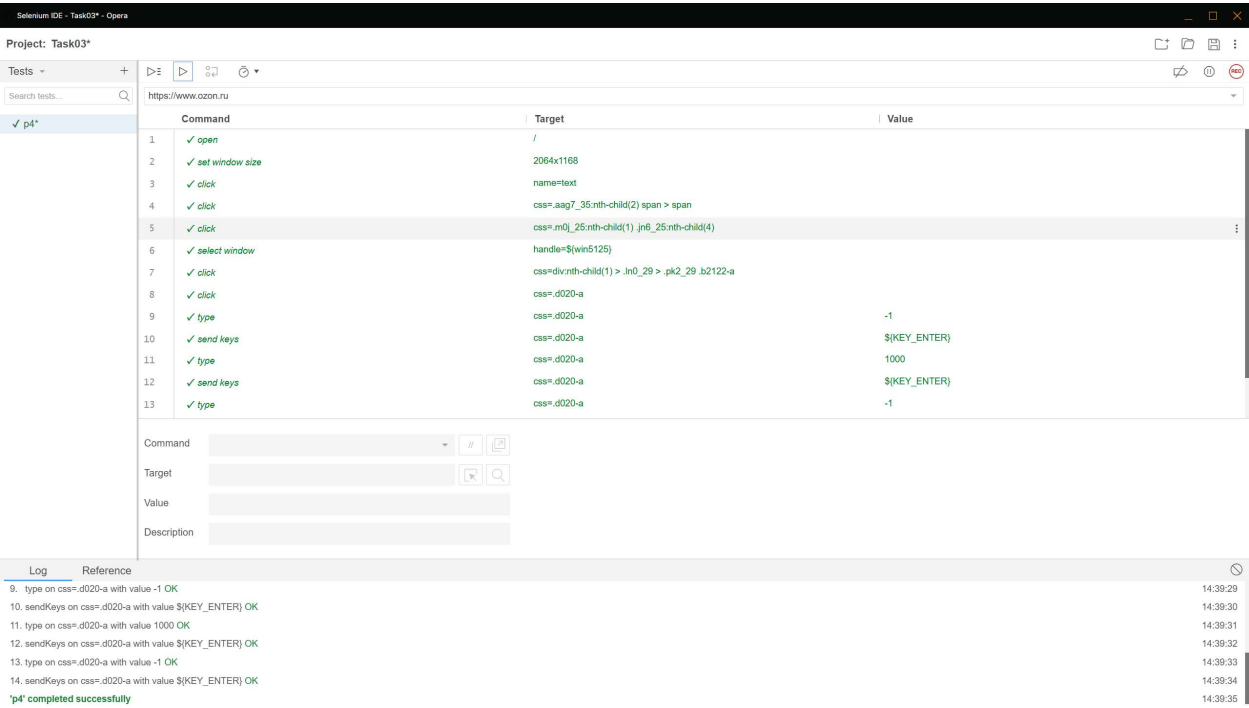 Selenium IDE - Task03* - Opera
Project: Task03*
Tests
Search tests...
✓ p4*
REC
https://www.ozon.ru
Command Target Value
1 ✓ open /
2 ✓ set window size 2064x1168
3 ✓ click name=text
4 ✓ click css=.aag7_35:nth-child(2) span > span
5 ✓ click css=.m0j_25:nth-child(1) .jn6_25:nth-child(4)
6 ✓ select window handle=${win5125}
7 ✓ click css=div:nth-child(1) > .ln0_29 > .pk2_29 .b2122-a
8 ✓ click css=.d020-a
9 ✓ type css=.d020-a -1
10 ✓ send keys css=.d020-a ${KEY_ENTER}
11 ✓ type css=.d020-a 1000
12 ✓ send keys css=.d020-a ${KEY_ENTER}
13 ✓ type css=.d020-a -1
Command //
Target
Value
Description
Log Reference
9. type on css=.d020-a with value -1 OK 14:39:29
10. sendKeys on css=.d020-a with value ${KEY_ENTER} OK 14:39:30
11. type on css=.d020-a with value 1000 OK 14:39:31
12. sendKeys on css=.d020-a with value ${KEY_ENTER} OK 14:39:32
13. type on css=.d020-a with value -1 OK 14:39:33
14. sendKeys on css=.d020-a with value ${KEY_ENTER} OK 14:39:34
'p4' completed successfully 14:39:35